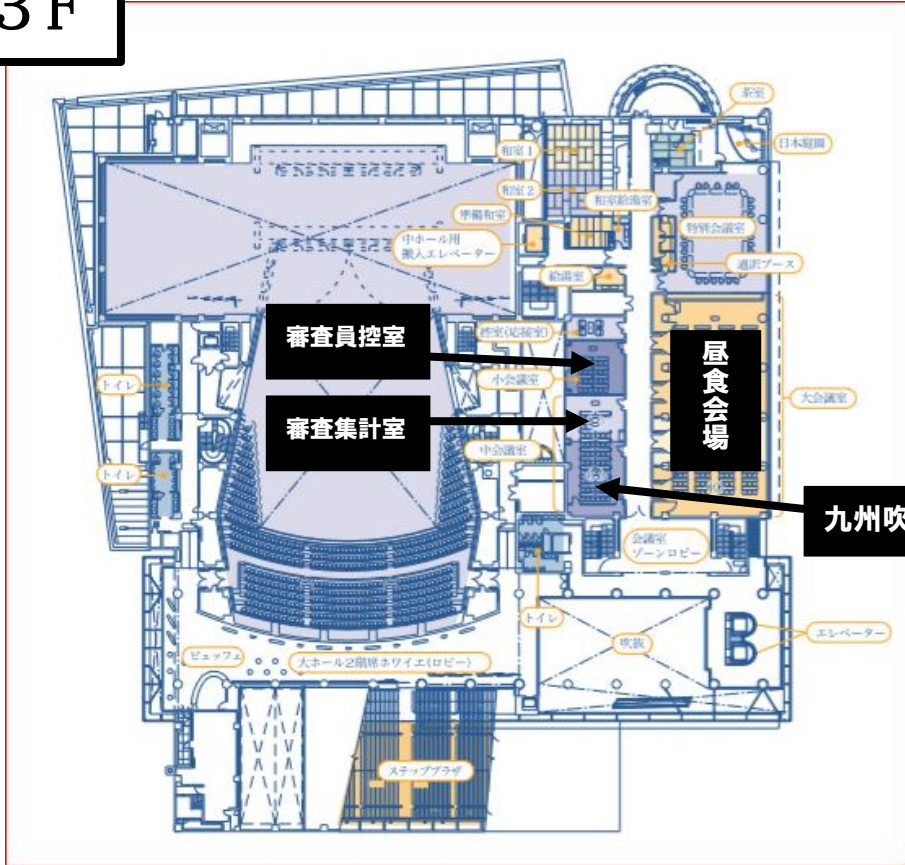 ３Ｆ
茶室
和室1
日本庭園
和室2
和室給湯室
準備和室
特別会議室
中ホール用
搬入エレベーター
通訳ブース
給湯室
審査員控室
控室(応接室)
昼食会場
トイレ
小会議室
大会議室
審査集計室
中会議室
トイレ
九州吹
会議室
ゾーンロビー
トイレ
吹抜
エレベーター
ビュッフェ
大ホール2階席ホワイエ(ロビー)
ステッププラザ